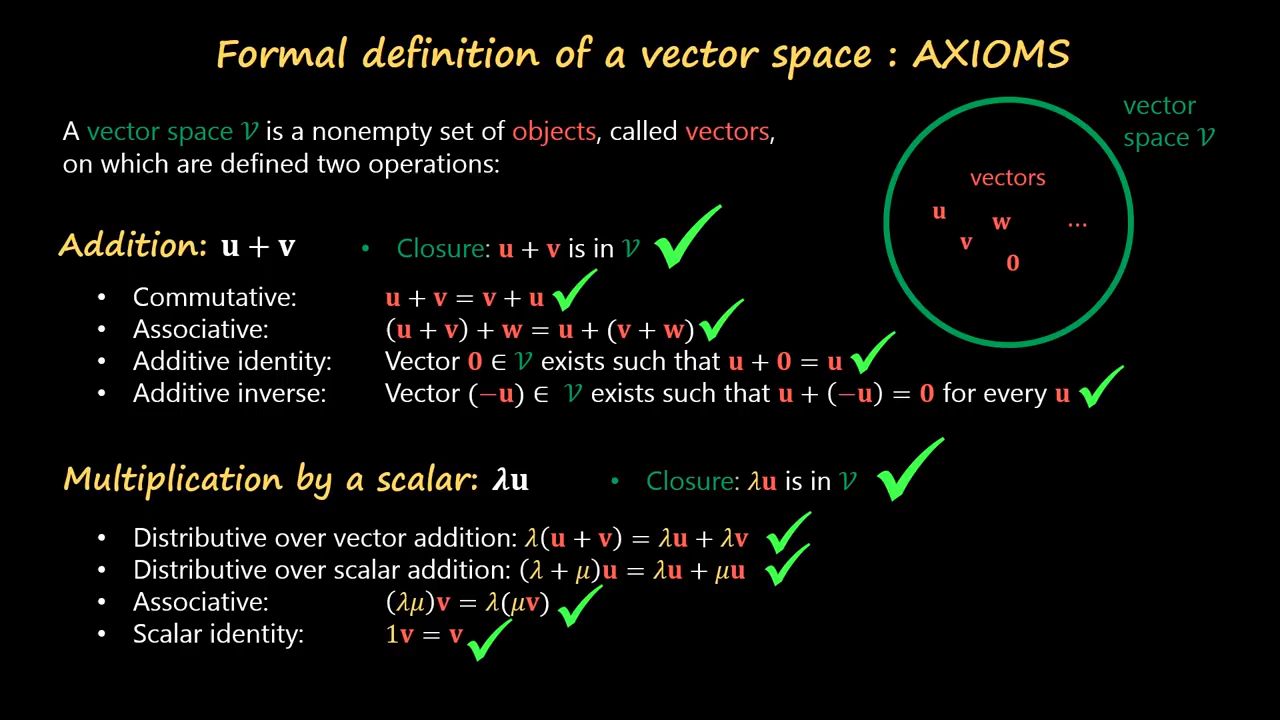 Formal definition of a vector space : AXIOMS
A vector space 𝒱 is a nonempty set of objects, called vectors,
on which are defined two operations:
vector
space 𝒱
vectors
u
v
w
...
0
Addition: u + v • Closure: u + v is in 𝒱
• Commutative: u + v = v + u
• Associative: (u + v) + w = u + (v + w)
• Additive identity: Vector 0 ∈ 𝒱 exists such that u + 0 = u
• Additive inverse: Vector (−u) ∈ 𝒱 exists such that u + (−u) = 0 for every u
Multiplication by a scalar: λu • Closure: λu is in 𝒱
• Distributive over vector addition: λ(u + v) = λu + λv
• Distributive over scalar addition: (λ + μ)u = λu + μu
• Associative: (λμ)v = λ(μv)
• Scalar identity: 1v = v